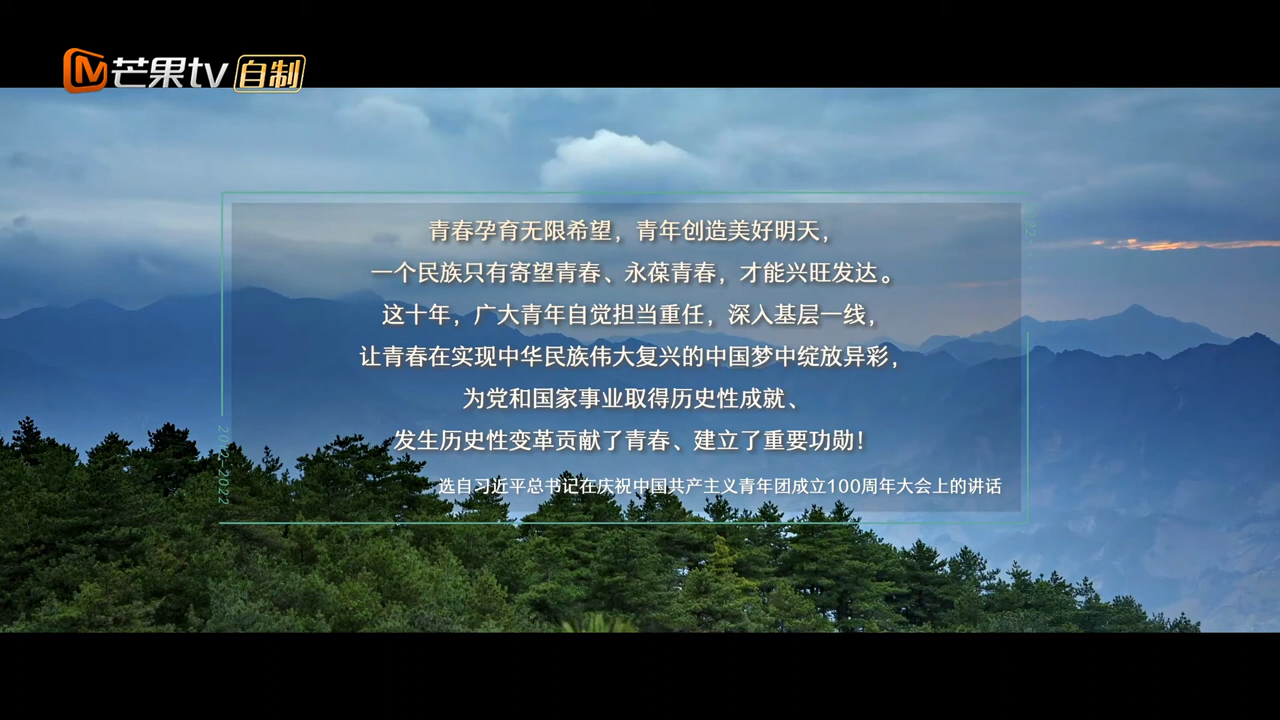 芒果tv 自制
青春孕育无限希望，青年创造美好明天，
一个民族只有寄望青春、永葆青春，才能兴旺发达。
这十年，广大青年自觉担当重任，深入基层一线，
让青春在实现中华民族伟大复兴的中国梦中绽放异彩，
为党和国家事业取得历史性成就、
发生历史性变革贡献了青春、建立了重要功勋！
选自习近平总书记在庆祝中国共产主义青年团成立100周年大会上的讲话